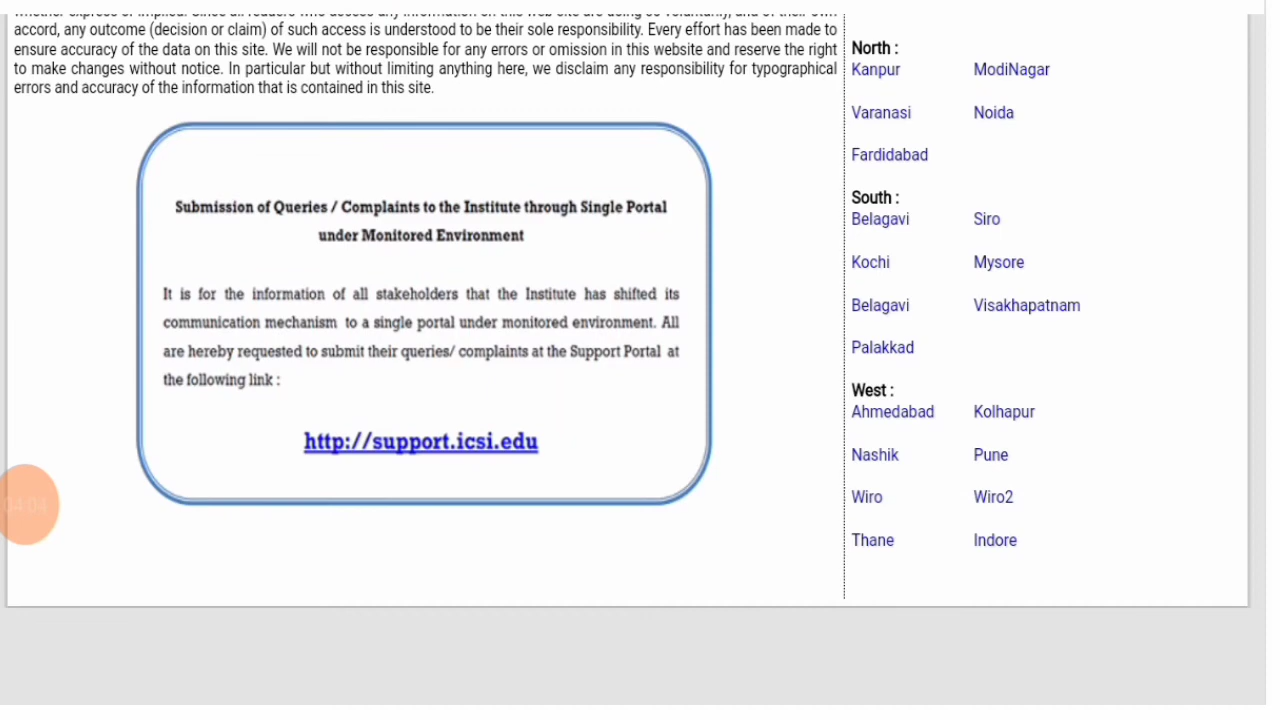 accord, any outcome (decision or claim) of such access is understood to be their sole responsibility. Every effort has been made to
ensure accuracy of the data on this site. We will not be responsible for any errors or omission in this website and reserve the right
to make changes without notice. In particular but without limiting anything here, we disclaim any responsibility for typographical
errors and accuracy of the information that is contained in this site.
Submission of Queries / Complaints to the Institute through Single Portal
under Monitored Environment
It is for the information of all stakeholders that the Institute has shifted its
communication mechanism to a single portal under monitored environment. All
are hereby requested to submit their queries/ complaints at the Support Portal at
the following link :
http://support.icsi.edu
North :
Kanpur ModiNagar
Varanasi Noida
Fardidabad
South :
Belagavi Siro
Kochi Mysore
Belagavi Visakhapatnam
Palakkad
West :
Ahmedabad Kolhapur
Nashik Pune
Wiro Wiro2
Thane Indore